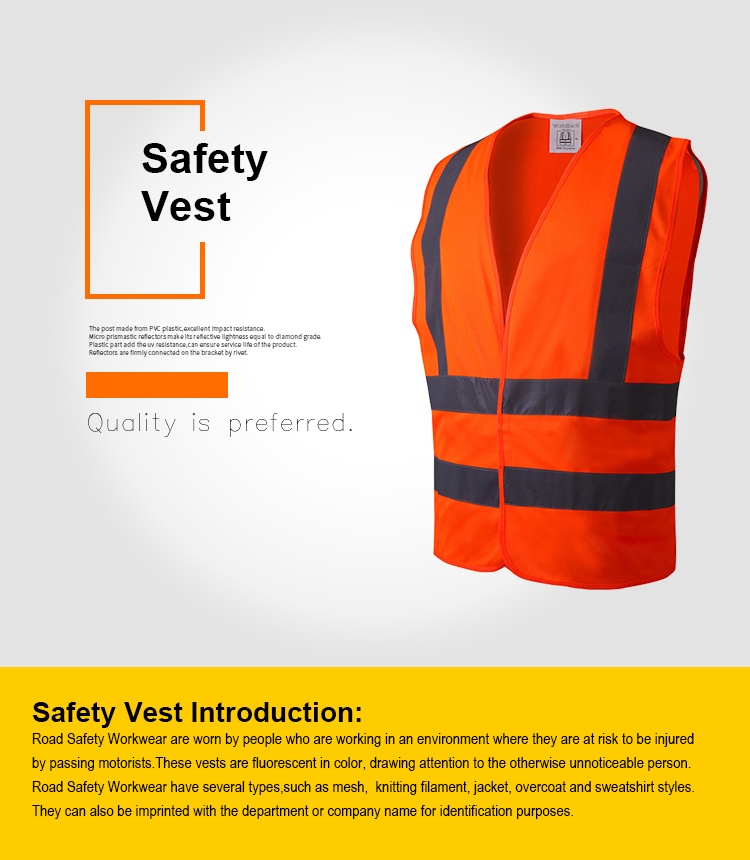 Safety
Vest
The post made from PVC plastic,excellent impact resistance.
Micro prismastic reflectors make its reflective lightness equal to diamond grade.
Plastic part add the uv resistance,can ensure service life of the product.
Reflectors are firmly connected on the bracket by rivet.
Quality is preferred.
Safety Vest Introduction:
Road Safety Workwear are worn by people who are working in an environment where they are at risk to be injured
by passing motorists.These vests are fluorescent in color, drawing attention to the otherwise unnoticeable person.
Road Safety Workwear have several types,such as mesh,  knitting filament, jacket, overcoat and sweatshirt styles.
They can also be imprinted with the department or company name for identification purposes.